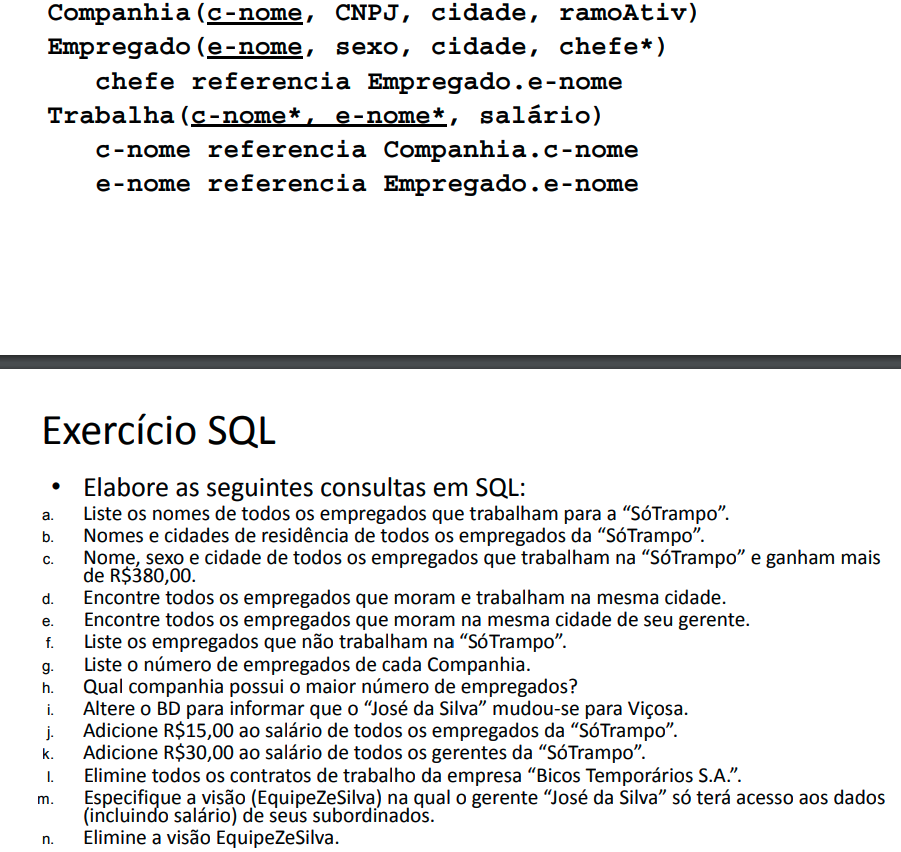 Companhia(c-nome, CNPJ, cidade, ramoAtiv)
Empregado(e-nome, sexo, cidade, chefe*)
chefe referencia Empregado.e-nome
Trabalha(c-nome*, e-nome*, salário)
c-nome referencia Companhia.c-nome
e-nome referencia Empregado.e-nome
Exercício SQL
• Elabore as seguintes consultas em SQL:
a. Liste os nomes de todos os empregados que trabalham para a “SóTrampo”.
b. Nomes e cidades de residência de todos os empregados da “SóTrampo”.
c. Nome, sexo e cidade de todos os empregados que trabalham na “SóTrampo” e ganham mais
de R$380,00.
d. Encontre todos os empregados que moram e trabalham na mesma cidade.
e. Encontre todos os empregados que moram na mesma cidade de seu gerente.
f. Liste os empregados que não trabalham na “SóTrampo”.
g. Liste o número de empregados de cada Companhia.
h. Qual companhia possui o maior número de empregados?
i. Altere o BD para informar que o “José da Silva” mudou-se para Viçosa.
j. Adicione R$15,00 ao salário de todos os empregados da “SóTrampo”.
k. Adicione R$30,00 ao salário de todos os gerentes da “SóTrampo”.
l. Elimine todos os contratos de trabalho da empresa “Bicos Temporários S.A.”.
m. Especifique a visão (EquipeZeSilva) na qual o gerente “José da Silva” só terá acesso aos dados
(incluindo salário) de seus subordinados.
n. Elimine a visão EquipeZeSilva.